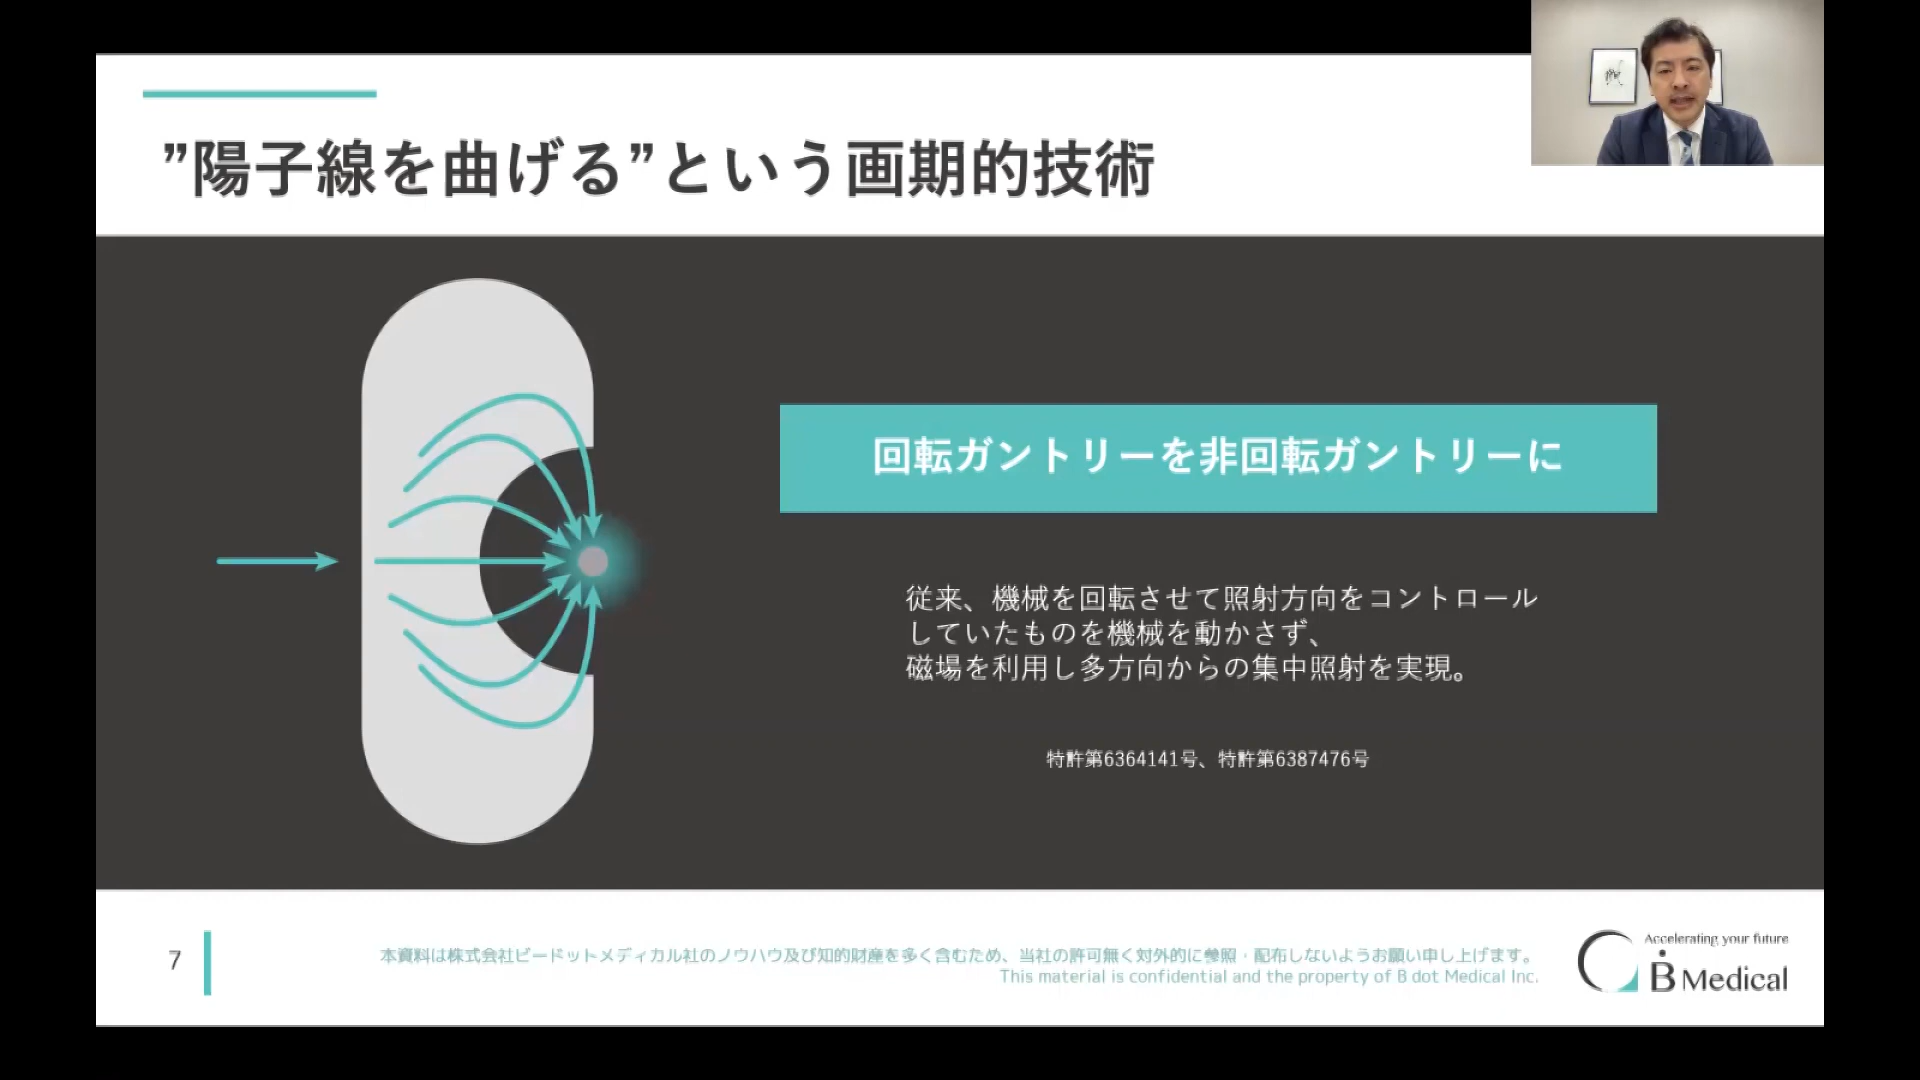 ”陽子線を曲げる”という画期的技術
回転ガントリーを非回転ガントリーに
従来、機械を回転させて照射方向をコントロール
していたものを機械を動かさず、
磁場を利用し多方向からの集中照射を実現。
特許第6364141号、特許第6387476号
7
本資料は株式会社ビードットメディカル社のノウハウ及び知的財産を多く含むため、当社の許可無く対外的に参照・配布しないようお願い申し上げます。
This material is confidential and the property of B dot Medical Inc.
Accelerating your future
Ḃ Medical